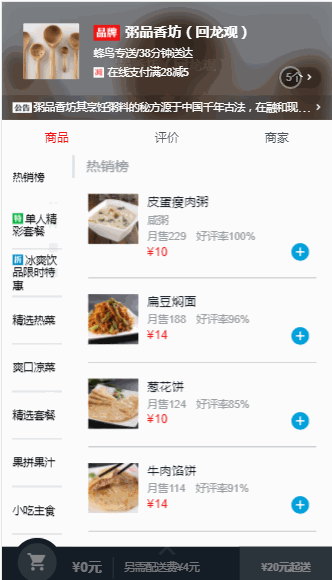 品牌 粥品香坊（回龙观）
蜂鸟专送/38分钟送达
减 在线支付满28减5
5个
公告 粥品香坊其烹饪粥料的秘方源于中国千年古法，在融和现...
商品 评价 商家
热销榜
特 单人精
彩套餐
折 冰爽饮
品限时特
惠
精选热菜
爽口凉菜
精选套餐
果拼果汁
小吃主食
热销榜
皮蛋瘦肉粥
咸粥
月售229 好评率100%
¥10
扁豆焖面
月售188 好评率96%
¥14
葱花饼
月售124 好评率85%
¥10
牛肉馅饼
月售114 好评率91%
¥14
¥0元
另需配送费¥4元
¥20元起送